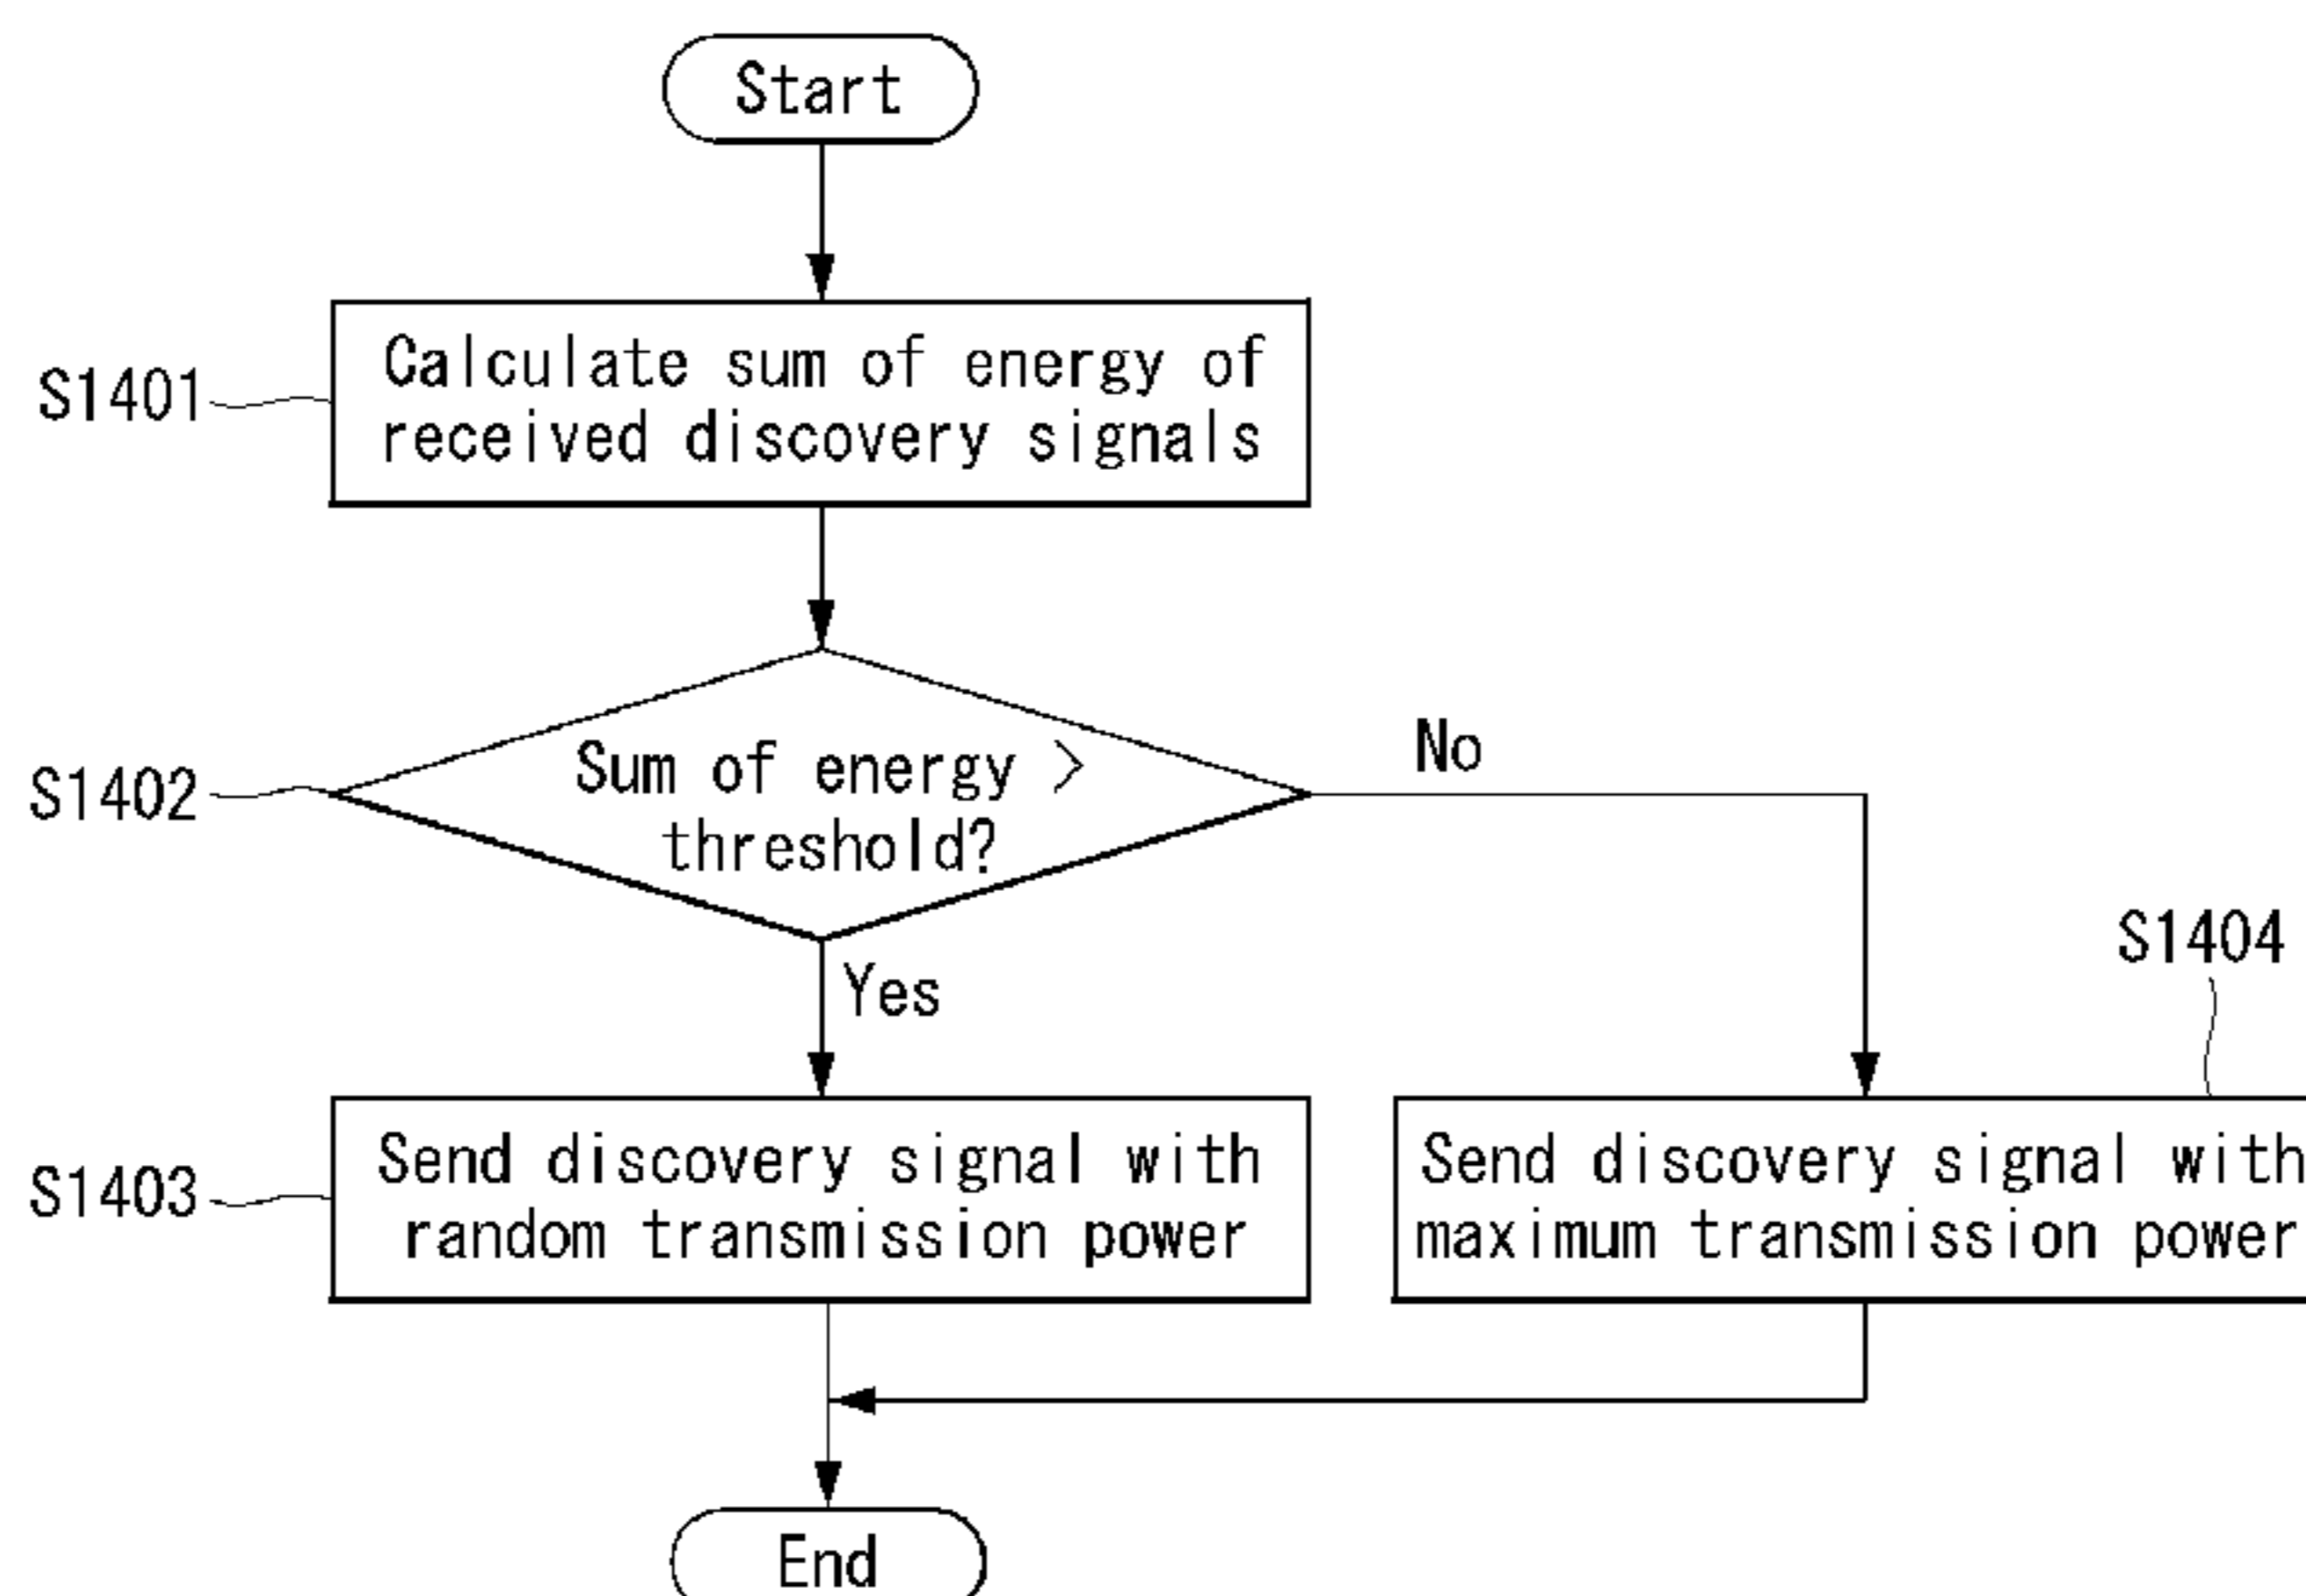 Start
S1401
Calculate sum of energy of
received discovery signals
S1402
Sum of energy >
threshold?
No
Yes
S1403
Send discovery signal with
random transmission power
S1404
Send discovery signal with
maximum transmission power
End